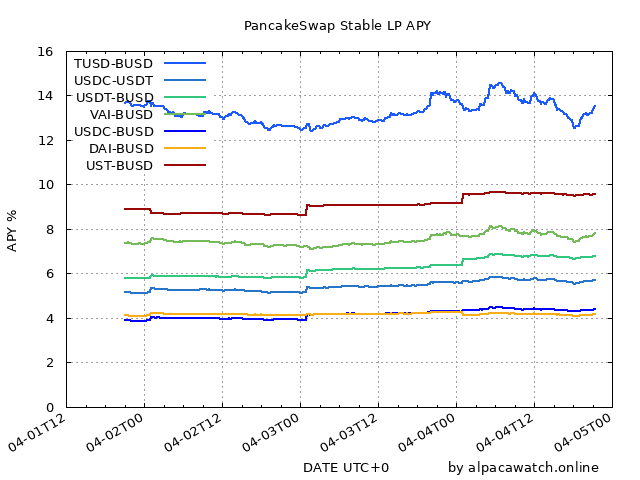 PancakeSwap Stable LP APY
16
14
12
10
8
6
4
2
0
APY %
TUSD-BUSD
USDC-USDT
USDT-BUSD
VAI-BUSD
USDC-BUSD
DAI-BUSD
UST-BUSD
04-01T12
04-02T00
04-02T12
04-03T00
04-03T12
04-04T00
04-04T12
04-05T00
DATE UTC+0
by alpacawatch.online